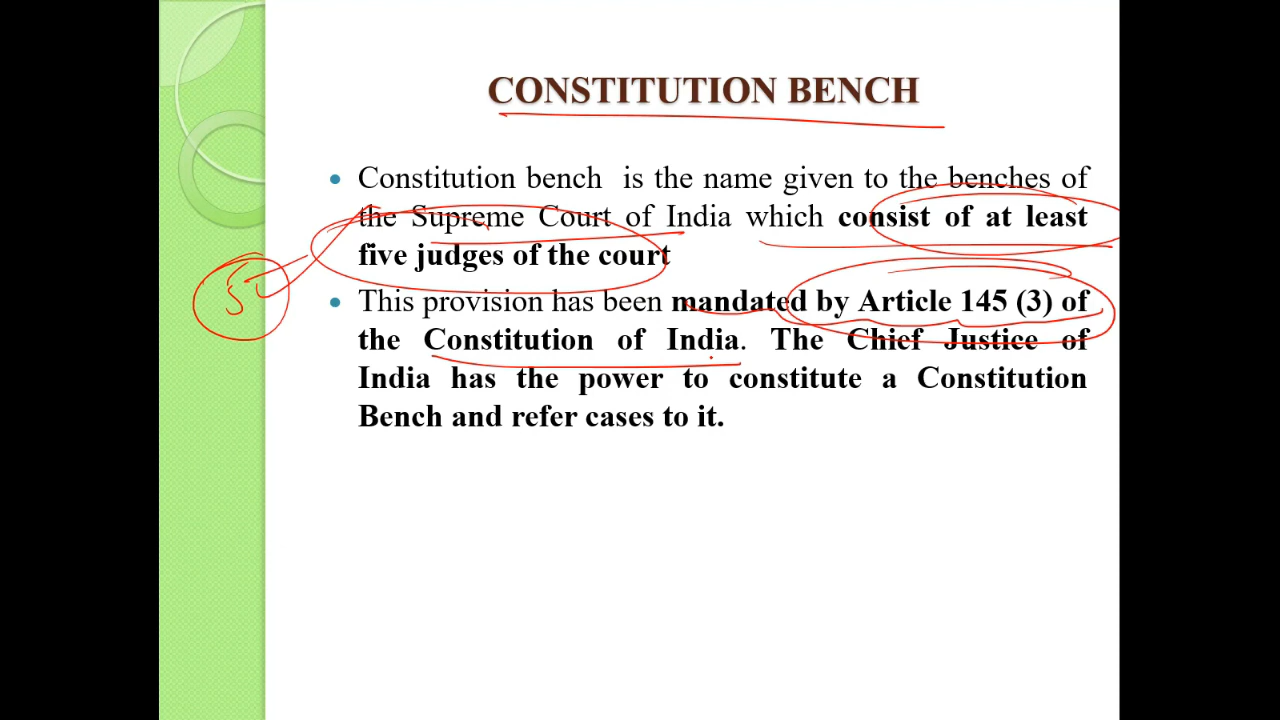 CONSTITUTION BENCH
Constitution bench is the name given to the benches of
the Supreme Court of India which consist of at least
five judges of the court
5
This provision has been mandated by Article 145 (3) of
the Constitution of India. The Chief Justice of
India has the power to constitute a Constitution
Bench and refer cases to it.